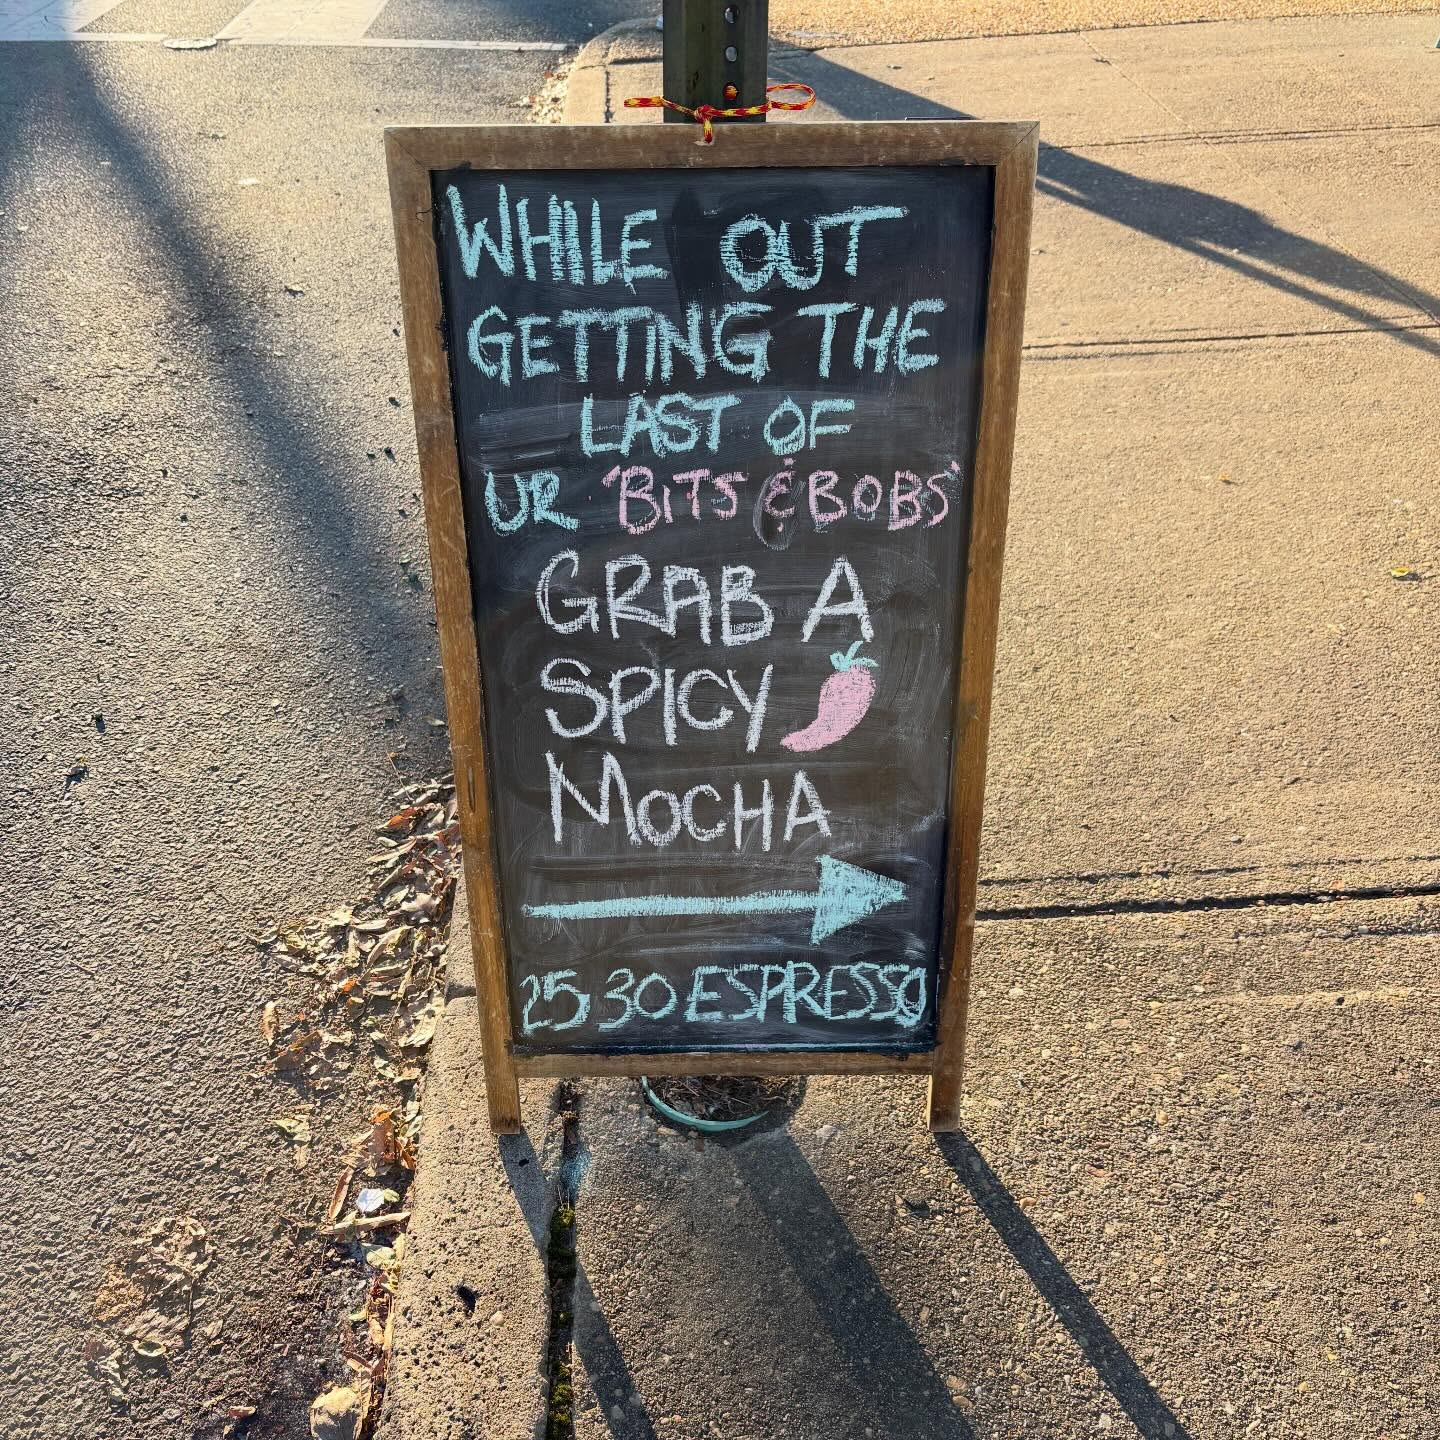 WHILE OUT
GETTING THE
LAST OF
UR 'BITS & BOBS'
GRAB A
SPICY
MOCHA
2530 ESPRESSO